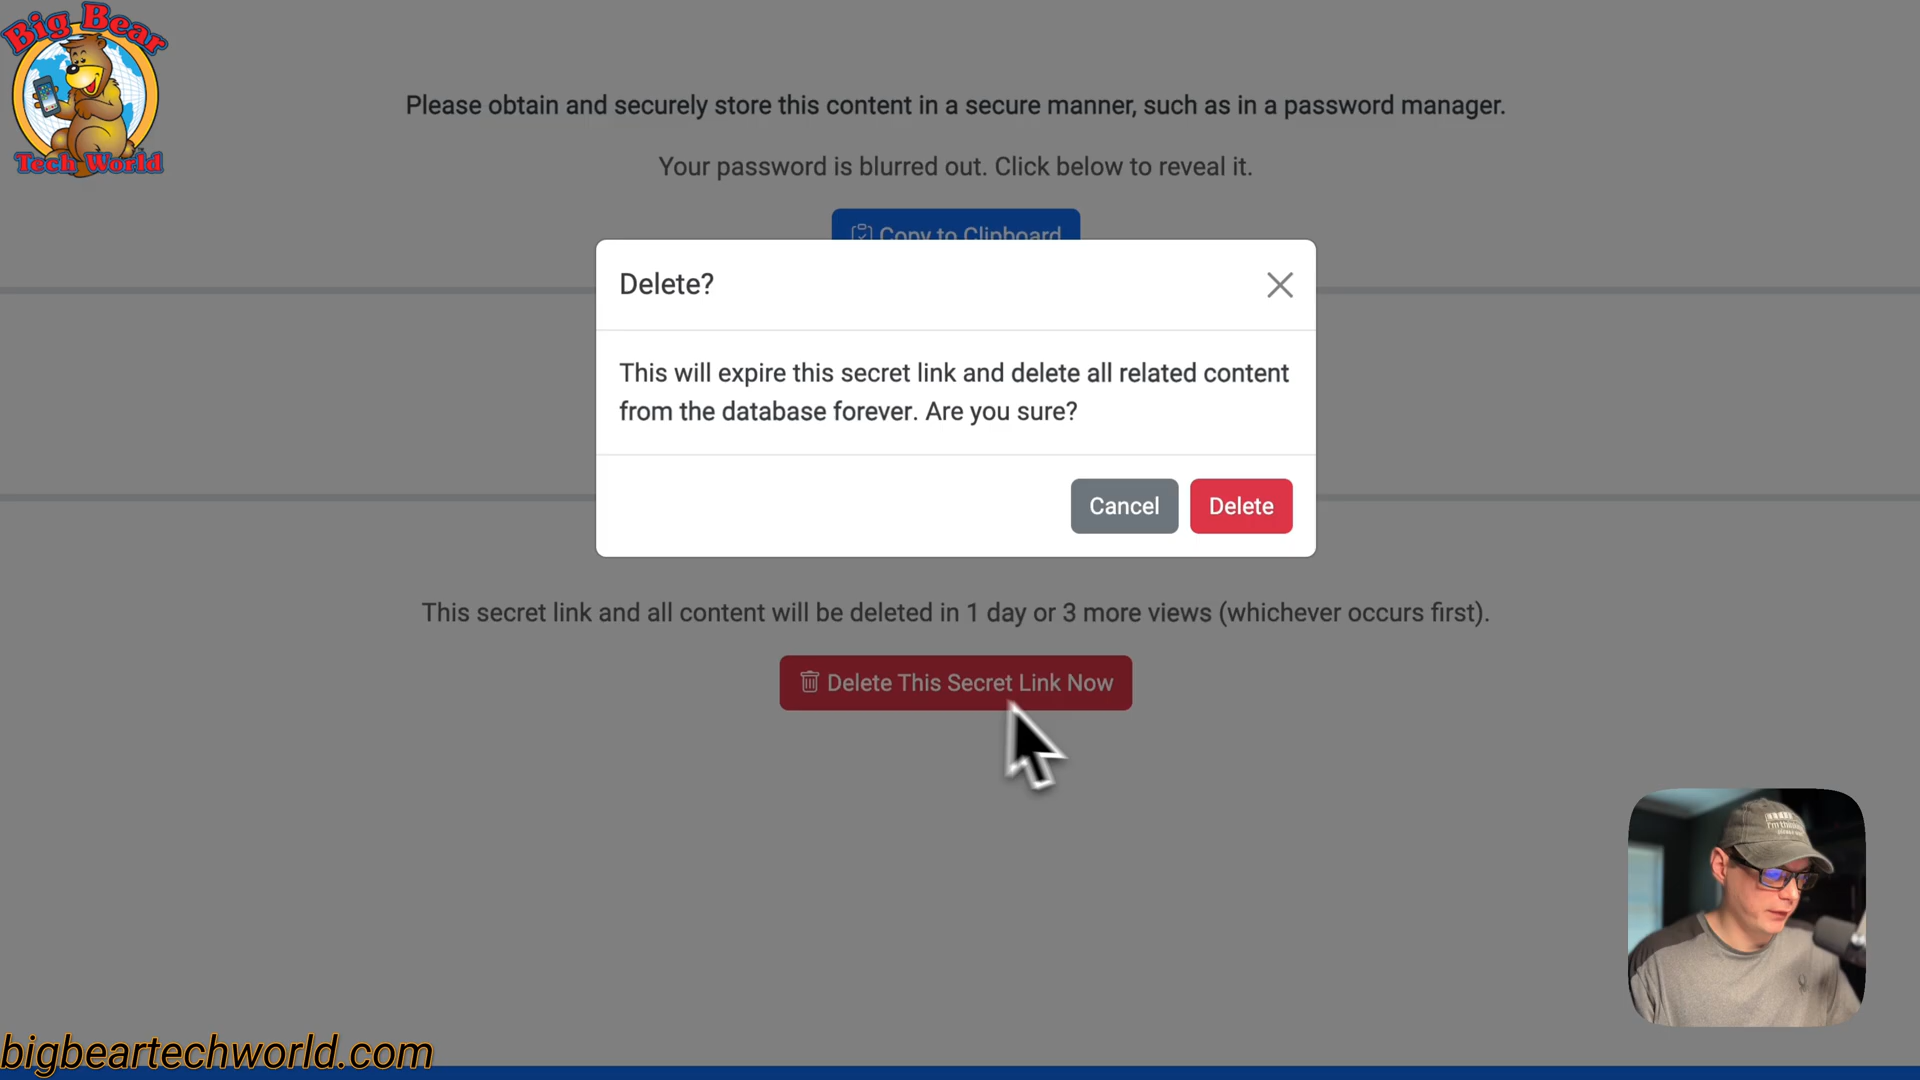 Big Bear
Tech World
Please obtain and securely store this content in a secure manner, such as in a password manager.
Your password is blurred out. Click below to reveal it.
Copy to Clipboard
Delete?
This will expire this secret link and delete all related content
from the database forever. Are you sure?
Cancel
Delete
This secret link and all content will be deleted in 1 day or 3 more views (whichever occurs first).
Delete This Secret Link Now
bigbeartechworld.com